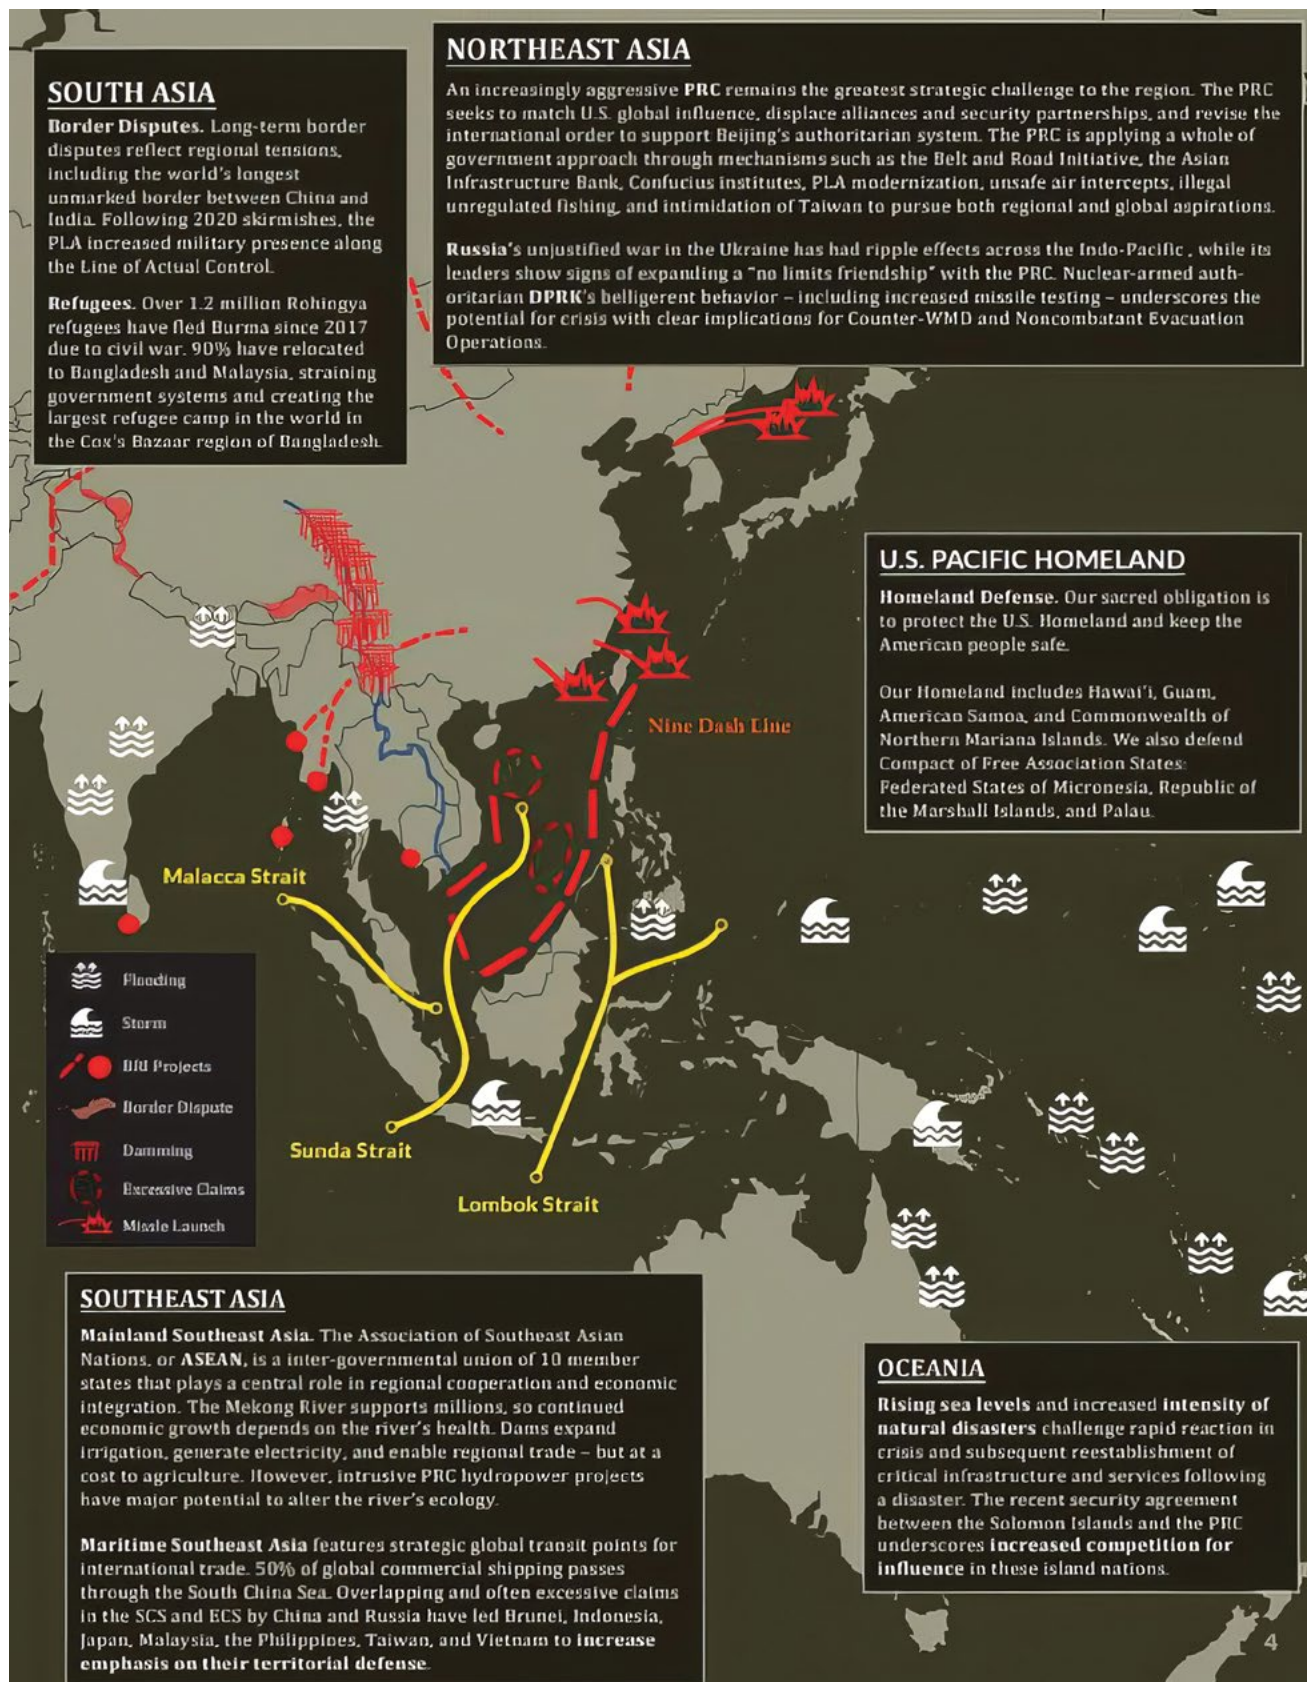 SOUTH ASIA
Border Disputes. Long-term border
disputes reflect regional tensions,
including the world's longest
unmarked border between China and
India. Following 2020 skirmishes, the
PLA increased military presence along
the Line of Actual Control.
Refugees. Over 1.2 million Rohingya
refugees have fled Burma since 2017
due to civil war. 90% have relocated
to Bangladesh and Malaysia, straining
government systems and creating the
largest refugee camp in the world in
the Cox's Bazaar region of Bangladesh.
NORTHEAST ASIA
An increasingly aggressive PRC remains the greatest strategic challenge to the region. The PRC
seeks to match U.S. global influence, displace alliances and security partnerships, and revise the
international order to support Beijing's authoritarian system. The PRC is applying a whole of
government approach through mechanisms such as the Belt and Road Initiative, the Asian
Infrastructure Bank, Confucius institutes, PLA modernization, unsafe air intercepts, illegal
unregulated fishing, and intimidation of Taiwan to pursue both regional and global aspirations.
Russia's unjustified war in the Ukraine has had ripple effects across the Indo-Pacific , while its
leaders show signs of expanding a "no limits friendship" with the PRC. Nuclear-armed auth-
oritarian DPRK's belligerent behavior – including increased missile testing – underscores the
potential for crisis with clear implications for Counter-WMD and Noncombatant Evacuation
Operations.
U.S. PACIFIC HOMELAND
Homeland Defense. Our sacred obligation is
to protect the U.S. Homeland and keep the
American people safe.
Our Homeland includes Hawai'i, Guam,
American Samoa, and Commonwealth of
Northern Mariana Islands. We also defend
Compact of Free Association States:
Federated States of Micronesia, Republic of
the Marshall Islands, and Palau.
Nine Dash Line
Malacca Strait
Sunda Strait
Lombok Strait
Flooding
Storm
BRI Projects
Border Dispute
Damming
Excessive Claims
Missle Launch
SOUTHEAST ASIA
Mainland Southeast Asia. The Association of Southeast Asian
Nations, or ASEAN, is a inter-governmental union of 10 member
states that plays a central role in regional cooperation and economic
integration. The Mekong River supports millions, so continued
economic growth depends on the river's health. Dams expand
irrigation, generate electricity, and enable regional trade – but at a
cost to agriculture. However, intrusive PRC hydropower projects
have major potential to alter the river's ecology.
Maritime Southeast Asia features strategic global transit points for
international trade. 50% of global commercial shipping passes
through the South China Sea. Overlapping and often excessive claims
in the SCS and ECS by China and Russia have led Brunei, Indonesia,
Japan, Malaysia, the Philippines, Taiwan, and Vietnam to increase
emphasis on their territorial defense.
OCEANIA
Rising sea levels and increased intensity of
natural disasters challenge rapid reaction in
crisis and subsequent reestablishment of
critical infrastructure and services following
a disaster. The recent security agreement
between the Solomon Islands and the PRC
underscores increased competition for
influence in these island nations.
4